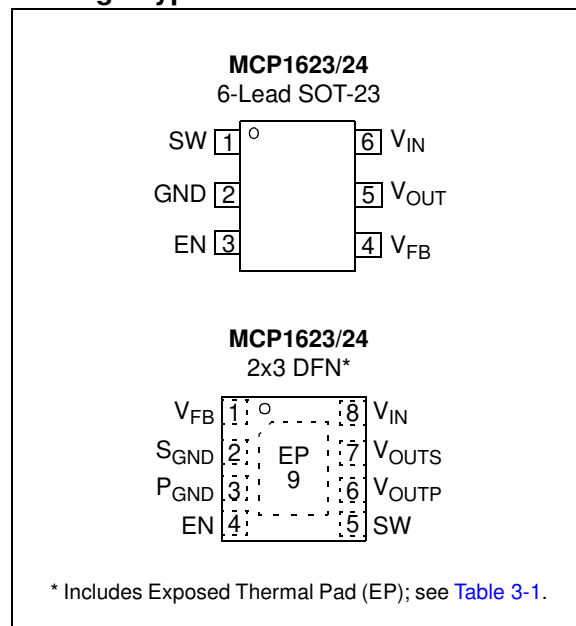 MCP1623/24
6-Lead SOT-23
SW 1 6 VIN
GND 2 5 VOUT
EN 3 4 VFB
MCP1623/24
2x3 DFN*
VFB 1 8 VIN
SGND 2 EP 7 VOUTS
PGND 3 9 6 VOUTP
EN 4 5 SW
* Includes Exposed Thermal Pad (EP); see Table 3-1.